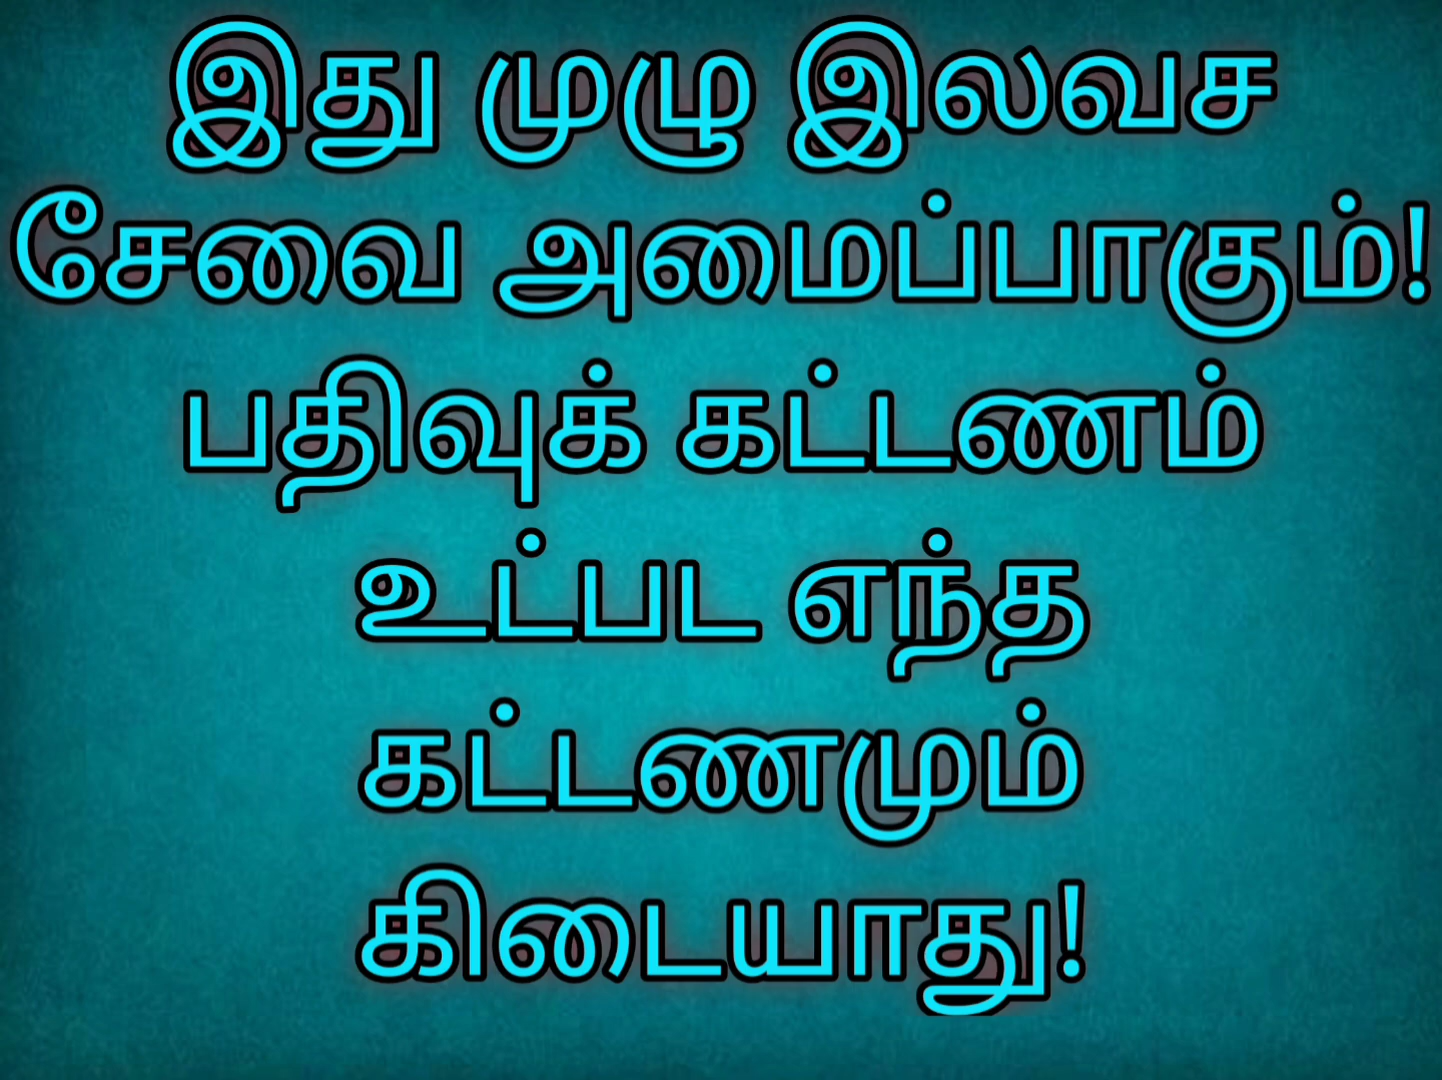 இது முழு இலவச
சேவை அமைப்பாகும்!
பதிவுக் கட்டணம்
உட்பட எந்த
கட்டணமும்
கிடையாது!